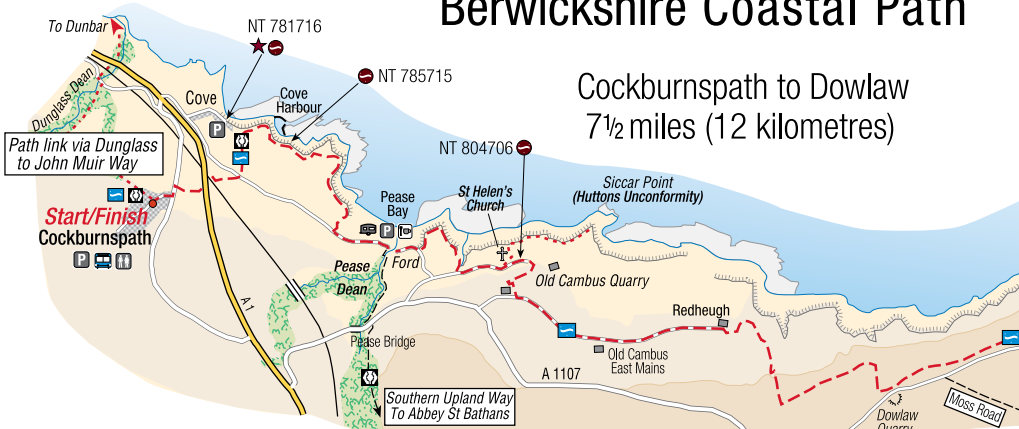 Berwickshire Coastal Path
Cockburnspath to Dowlaw
7½ miles (12 kilometres)
To Dunbar
NT 781716
NT 785715
Dunglass Dean
Cove
Cove
Harbour
P
Path link via Dunglass
to John Muir Way
NT 804706
Siccar Point
(Huttons Unconformity)
St Helen's
Church
Start/Finish
Cockburnspath
P
Pease
Bay
P
Ford
Pease
Dean
Old Cambus Quarry
A1
Redheugh
Pease Bridge
Old Cambus
East Mains
A 1107
Southern Upland Way
To Abbey St Bathans
Moss Road
Dowlaw
Quarry